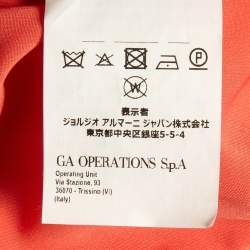 表示者
ジョルジオ アルマーニ ジャパン株式会社
東京都中央区銀座5-5-4
GA OPERATIONS S.p.A
Operating Unit
Via Stazione, 93
36070 - Trissino (VI)
(Italy)